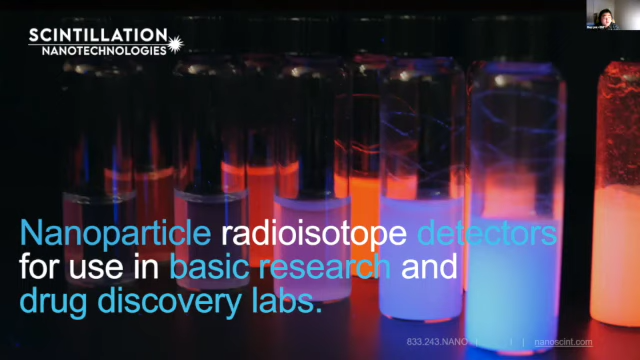 SCINTILLATION
NANOTECHNOLOGIES
Nanoparticle radioisotope detectors
for use in basic research and
drug discovery labs.
833.243.NANO | | nanoscint.com